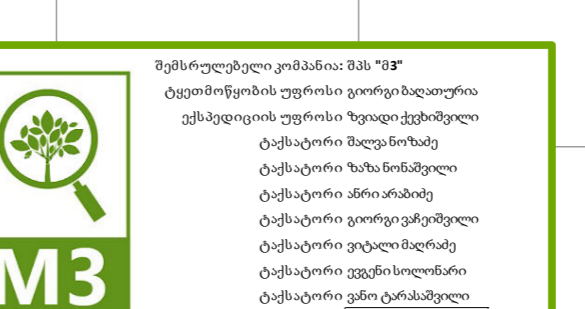 შემსრულებელი კომპანია: შპს "მ3"
ტყეთმოწყობის უფროსი გიორგი ბაღათურია
ექსპედიციის უფროსი ზვიადი ქევხიშვილი
ტაქსატორი შალვა ნოზაძე
ტაქსატორი ზაზა ნონაშვილი
ტაქსატორი ანრი არაბიძე
ტაქსატორი გიორგი ვაჩეიშვილი
ტაქსატორი ვიტალი მაღრაძე
ტაქსატორი ევგენი სოლონარი
ტაქსატორი ვანო ტარასაშვილი
M3